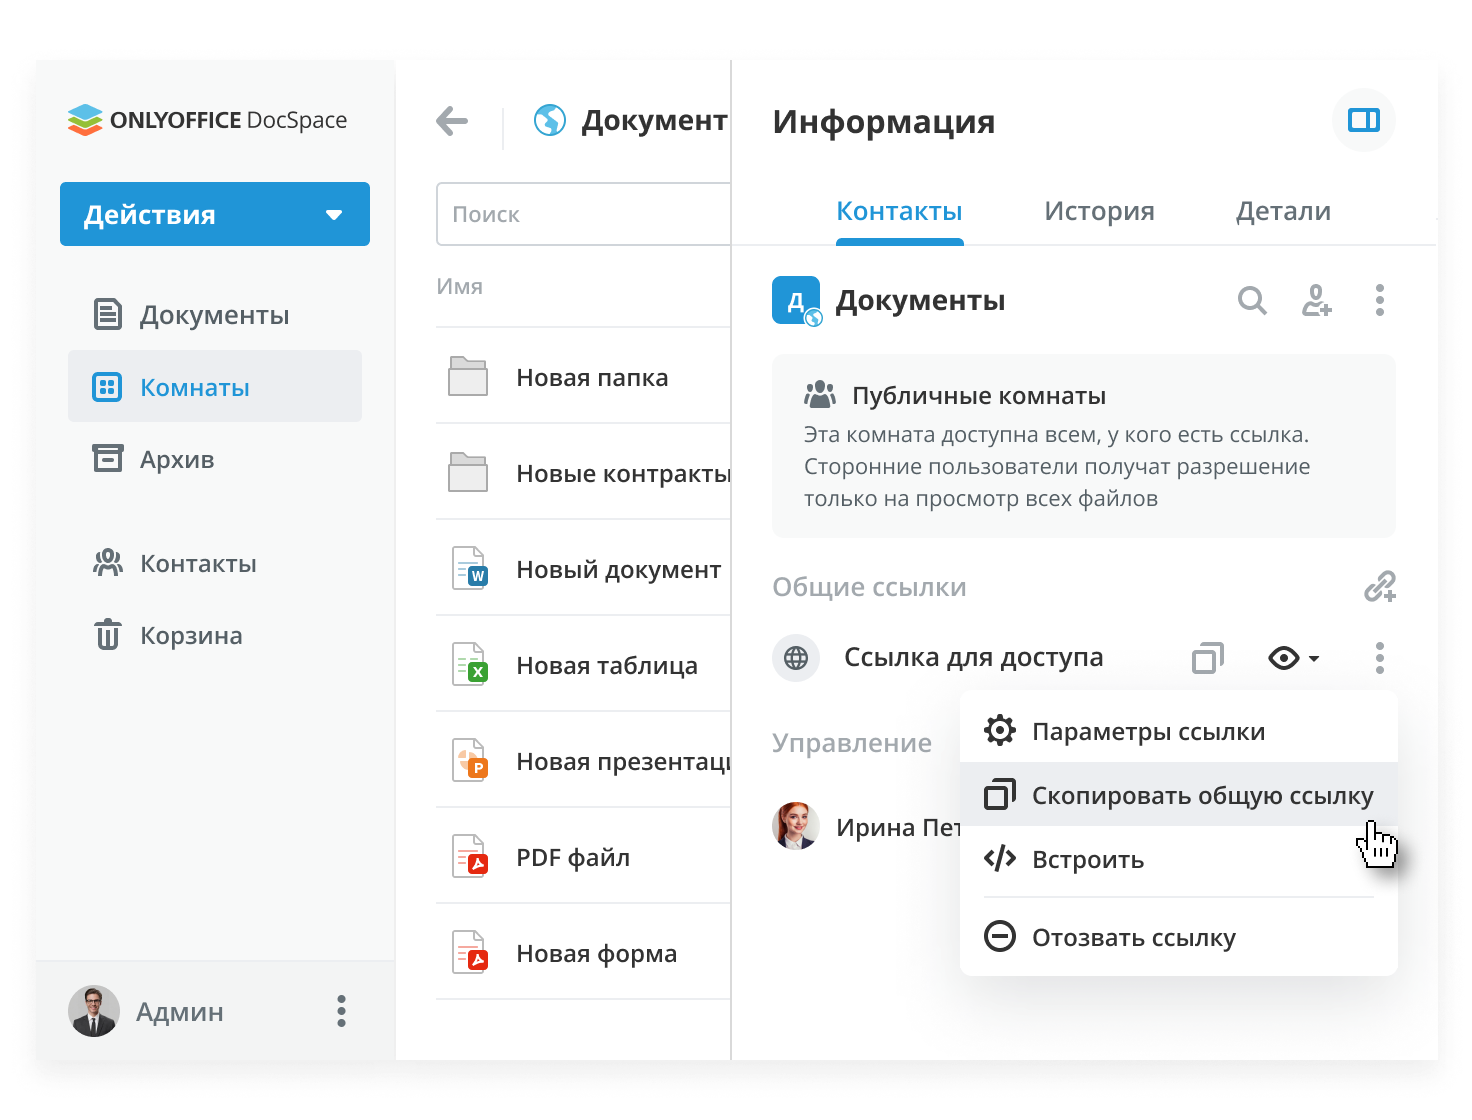 ONLYOFFICE DocSpace
Действия
Документы
Комнаты
Архив
Контакты
Корзина
Админ
Документ
Поиск
Имя
Новая папка
Новые контракты
W Новый документ
X Новая таблица
P Новая презентаци
PDF файл
Новая форма
Информация
Контакты История Детали
Д Документы
Публичные комнаты
Эта комната доступна всем, у кого есть ссылка.
Сторонние пользователи получат разрешение
только на просмотр всех файлов
Общие ссылки
Ссылка для доступа
Управление
Ирина Пет
Параметры ссылки
Скопировать общую ссылку
Встроить
Отозвать ссылку